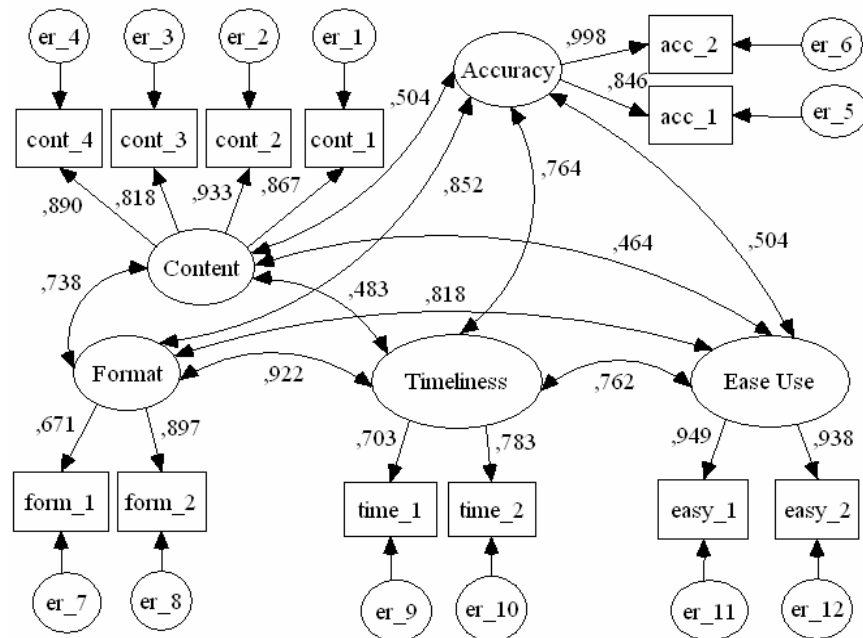 er_4
er_3
er_2
er_1
,998
acc_2
er_6
Accuracy
,846
acc_1
er_5
,504
cont_4
cont_3
cont_2
cont_1
,852
,764
,890
,818
,933
,867
,464
,504
Content
,738
,483
,818
Format
,922
Timeliness
,762
Ease Use
,671
,897
,703
,783
,949
,938
form_1
form_2
time_1
time_2
easy_1
easy_2
er_7
er_8
er_9
er_10
er_11
er_12